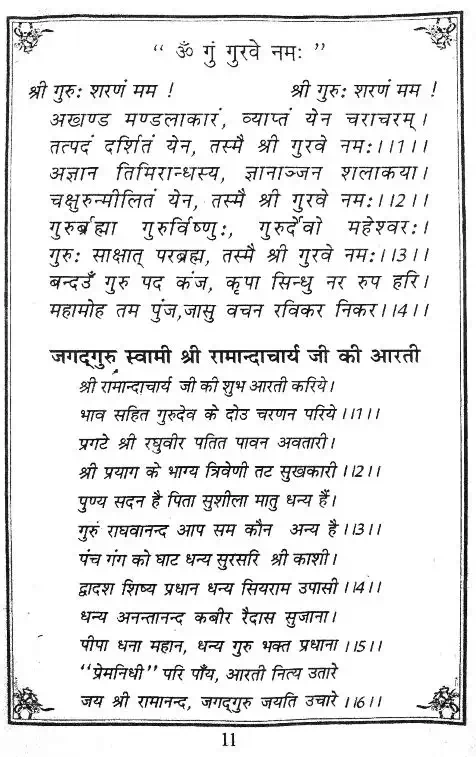 “ ॐ गुं गुरवे नमः ”
श्री गुरुः शरणं मम ! श्री गुरुः शरणं मम !
अखण्ड मण्डलाकारं, व्याप्तं येन चराचरम्।
तत्पदं दर्शितं येन, तस्मै श्री गुरवे नमः।।1।।
अज्ञान तिमिरान्धस्य, ज्ञानाञ्जन शलाकया।
चक्षुरुन्मीलितं येन, तस्मै श्री गुरवे नमः।।2।।
गुरुर्ब्रह्मा गुरुर्विष्णुः, गुरुर्देवो महेश्वरः।
गुरुः साक्षात् परब्रह्म, तस्मै श्री गुरवे नमः।।3।।
बन्दउँ गुरु पद कंज, कृपा सिन्धु नर रुप हरि।
महामोह तम पुंज,जासु वचन रविकर निकर।।4।।
जगद्गुरु स्वामी श्री रामान्दाचार्य जी की आरती
श्री रामान्दाचार्य जी की शुभ आरती करिये।
भाव सहित गुरुदेव के दोउ चरणन परिये।।1।।
प्रगटे श्री रघुवीर पतित पावन अवतारी।
श्री प्रयाग के भाग्य त्रिवेणी तट सुखकारी।।2।।
पुण्य सदन है पिता सुशीला मातु धन्य हैं।
गुरुं राघवानन्द आप सम कौन अन्य है।।3।।
पंच गंग को घाट धन्य सुरसरि श्री काशी।
द्वादश शिष्य प्रधान धन्य सियराम उपासी।।4।।
धन्य अनन्तानन्द कबीर रैदास सुजाना।
पीपा धना महान, धन्य गुरु भक्त प्रधाना।।5।।
“प्रेमनिधी” परि पाँय, आरती नित्य उतारे
जय श्री रामानन्द, जगद्गुरु जयति उचारे।।6।।
11